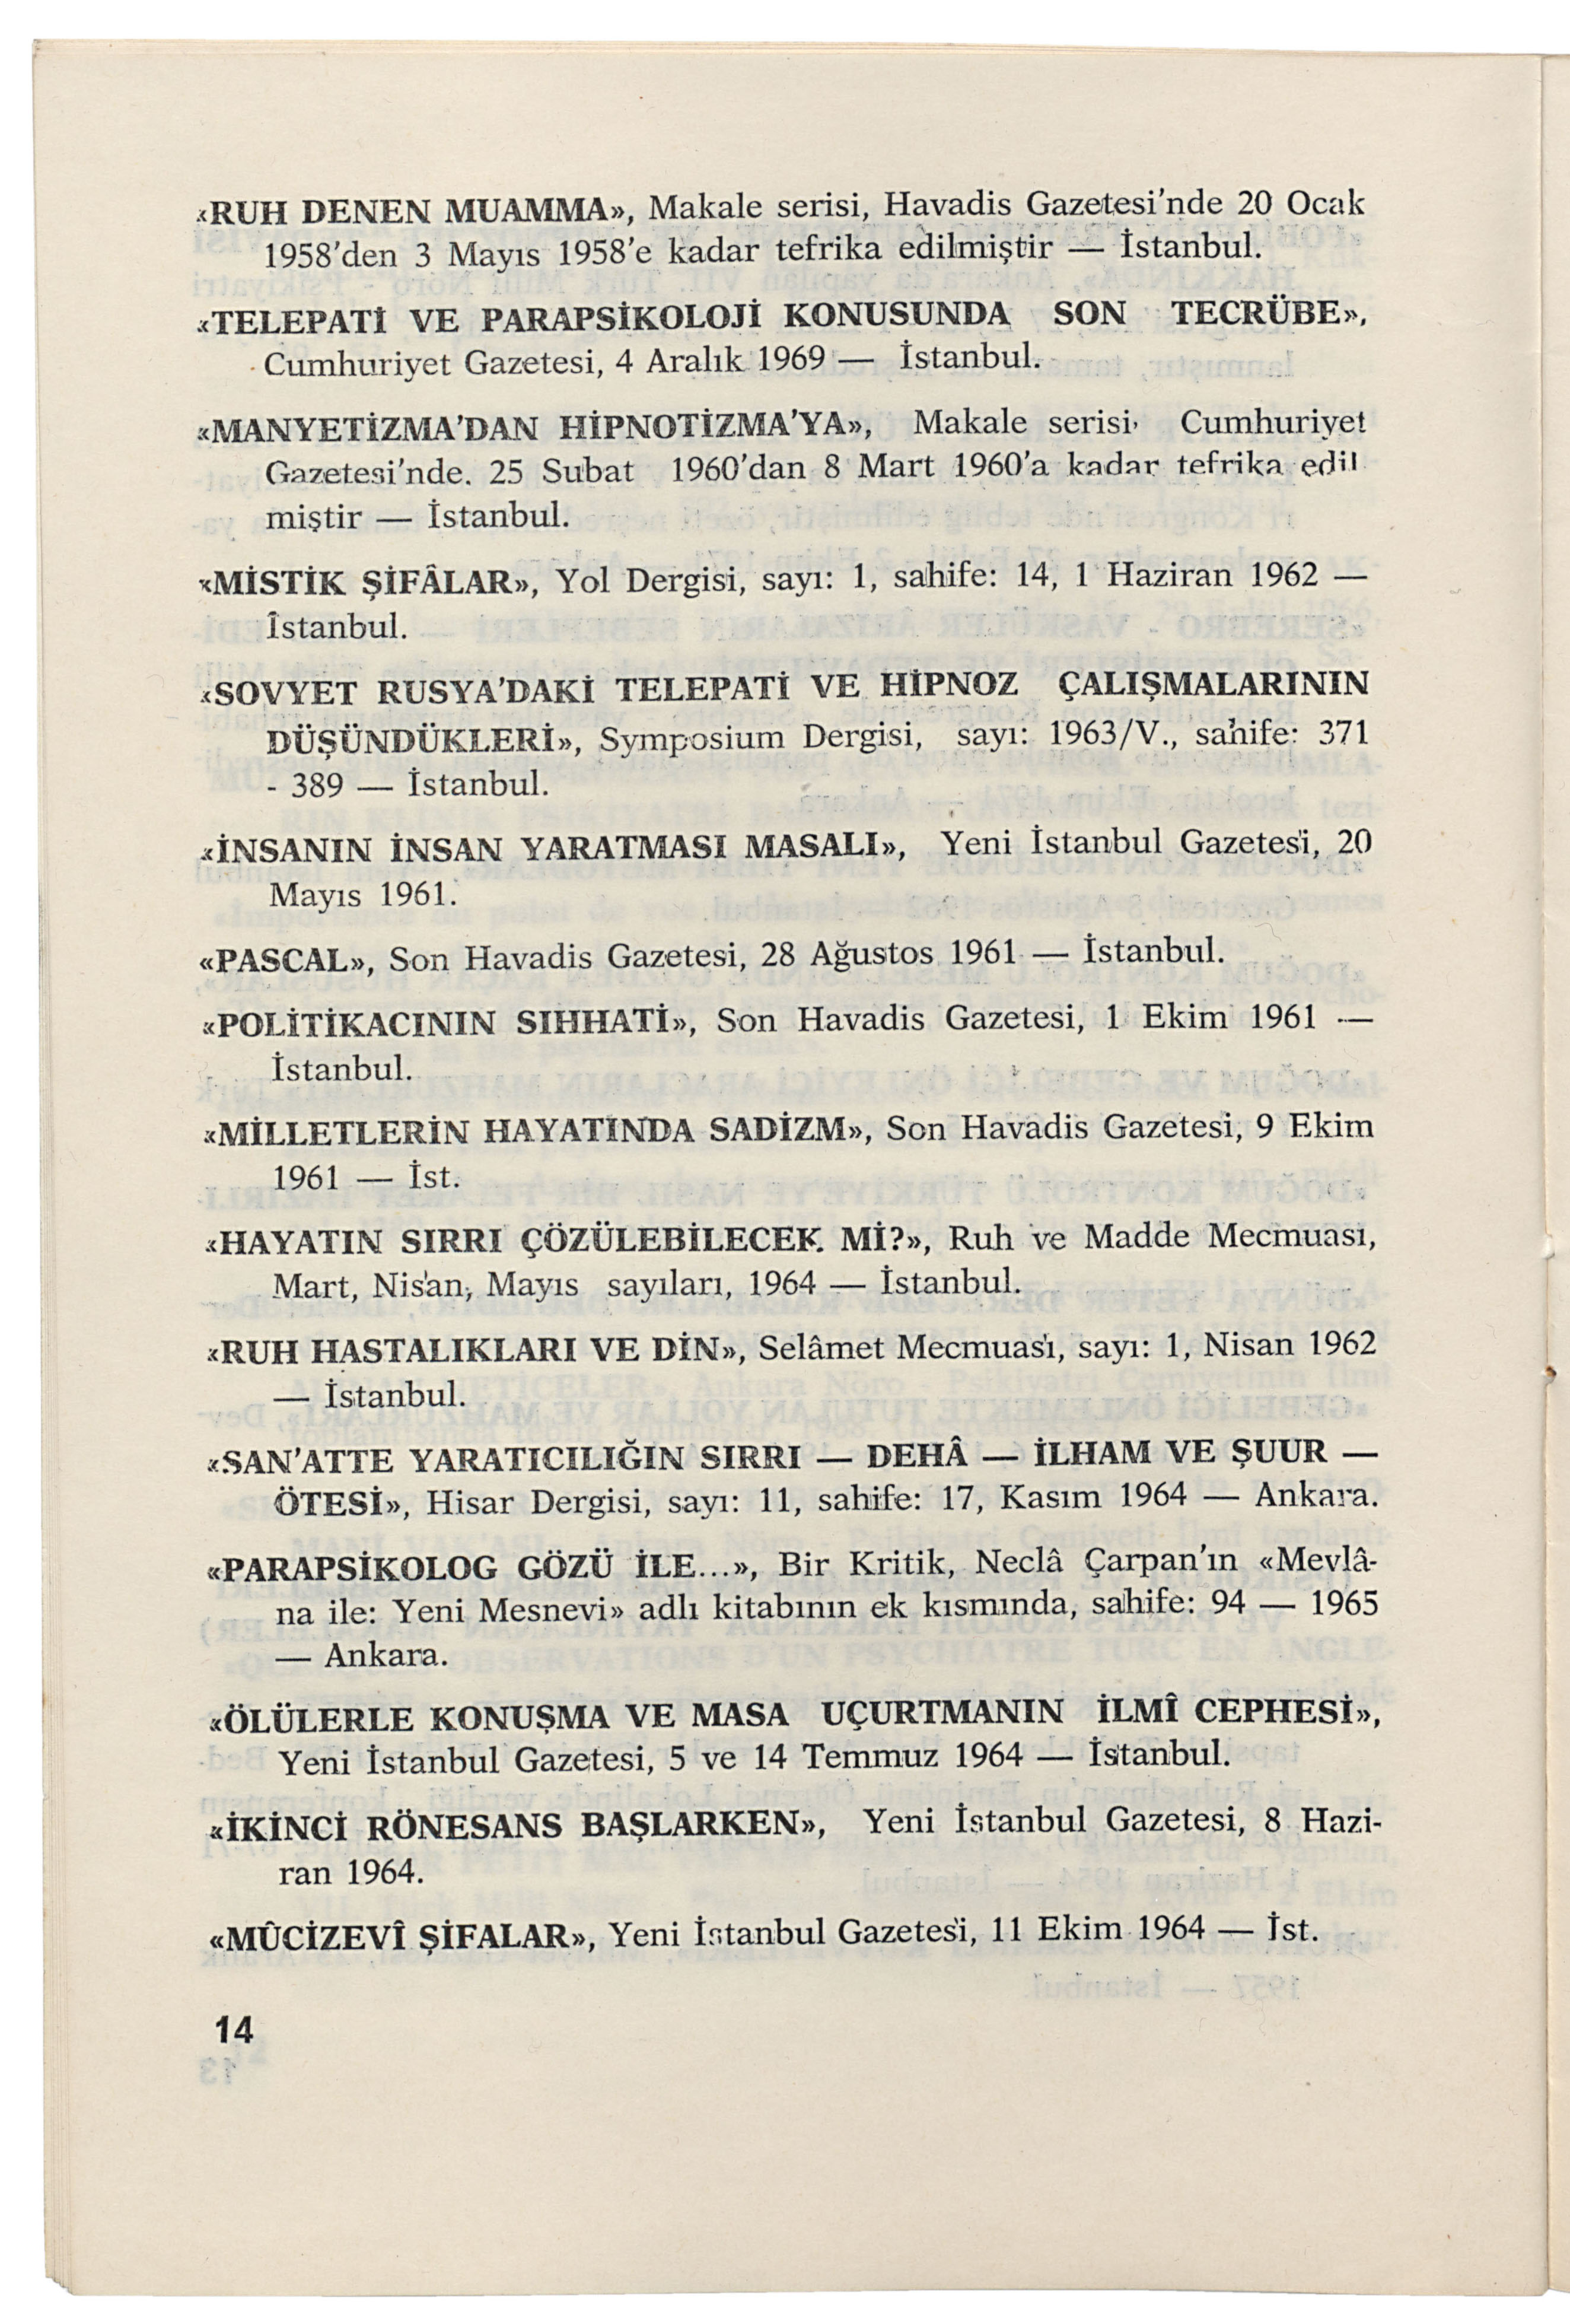 «RUH DENEN MUAMMA», Makale serisi, Havadis Gazetesi'nde 20 Ocak
1958'den 3 Mayıs 1958'e kadar tefrika edilmiştir — İstanbul.
«TELEPATİ VE PARAPSİKOLOJİ KONUSUNDA SON TECRÜBE»,
Cumhuriyet Gazetesi, 4 Aralık 1969 — İstanbul.
«MANYETİZMA'DAN HİPNOTİZMA'YA», Makale serisi, Cumhuriyet
Gazetesi'nde. 25 Subat 1960'dan 8 Mart 1960'a kadar tefrika edil
miştir — İstanbul.
«MİSTİK ŞİFÂLAR», Yol Dergisi, sayı: 1, sahife: 14, 1 Haziran 1962 —
İstanbul.
«SOVYET RUSYA'DAKİ TELEPATİ VE HİPNOZ ÇALIŞMALARININ
DÜŞÜNDÜKLERİ», Symposium Dergisi, sayı: 1963/V., sahife: 371
- 389 — İstanbul.
«İNSANIN İNSAN YARATMASI MASALI», Yeni İstanbul Gazetesi, 20
Mayıs 1961.
«PASCAL», Son Havadis Gazetesi, 28 Ağustos 1961 — İstanbul.
«POLİTİKACININ SIHHATİ», Son Havadis Gazetesi, 1 Ekim 1961 —
İstanbul.
«MİLLETLERİN HAYATINDA SADİZM», Son Havadis Gazetesi, 9 Ekim
1961 — İst.
«HAYATIN SIRRI ÇÖZÜLEBİLECEK Mİ?», Ruh ve Madde Mecmuası,
Mart, Nisan, Mayıs sayıları, 1964 — İstanbul.
«RUH HASTALIKLARI VE DİN», Selâmet Mecmuası, sayı: 1, Nisan 1962
— İstanbul.
«SAN'ATTE YARATICILIĞIN SIRRI — DEHÂ — İLHAM VE ŞUUR —
ÖTESİ», Hisar Dergisi, sayı: 11, sahife: 17, Kasım 1964 — Ankara.
«PARAPSİKOLOG GÖZÜ İLE...», Bir Kritik, Neclâ Çarpan'ın «Mevlâ-
na ile: Yeni Mesnevi» adlı kitabının ek kısmında, sahife: 94 — 1965
— Ankara.
«ÖLÜLERLE KONUŞMA VE MASA UÇURTMANIN İLMÎ CEPHESİ»,
Yeni İstanbul Gazetesi, 5 ve 14 Temmuz 1964 — İstanbul.
«İKİNCİ RÖNESANS BAŞLARKEN», Yeni İstanbul Gazetesi, 8 Hazi-
ran 1964.
«MÛCİZEVÎ ŞİFALAR», Yeni İstanbul Gazetesi, 11 Ekim 1964 — İst.
14